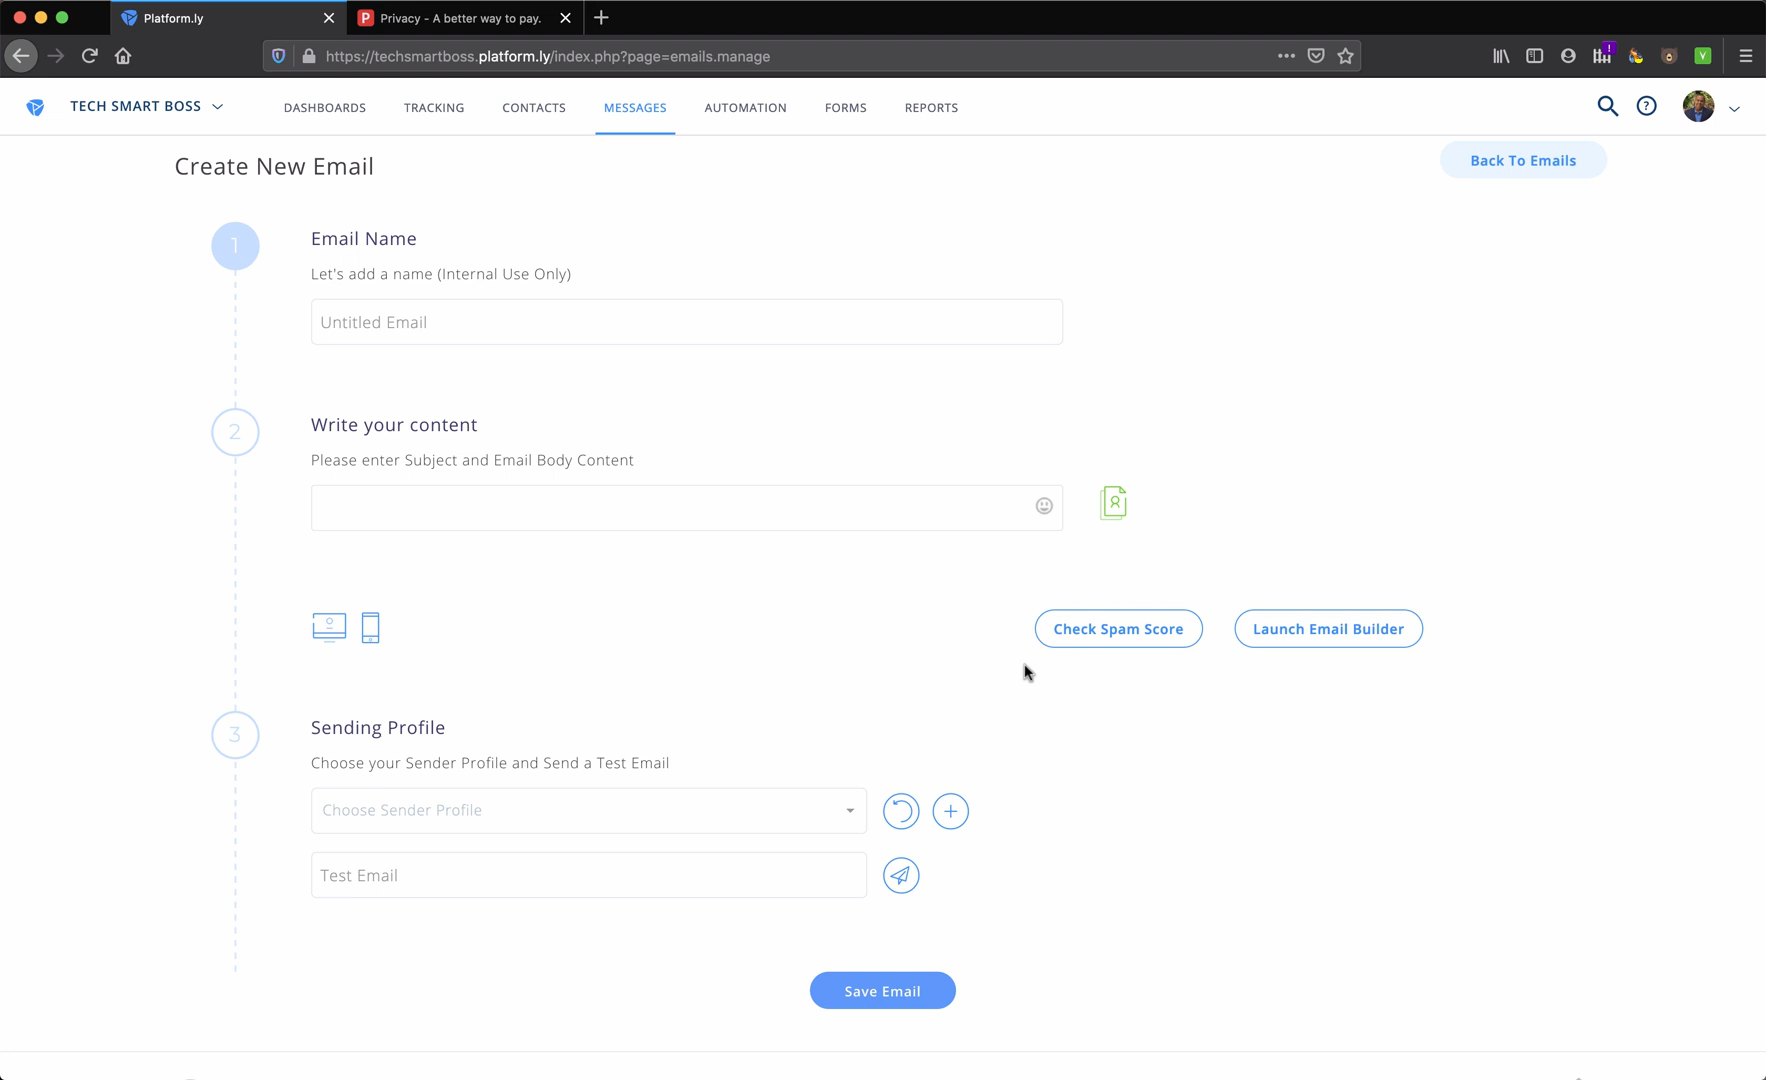 Platform.ly
P Privacy - A better way to pay.
https://techsmartboss.platform.ly/index.php?page=emails.manage
!
V
TECH SMART BOSS
DASHBOARDS
TRACKING
CONTACTS
MESSAGES
AUTOMATION
FORMS
REPORTS
?
Create New Email
Back To Emails
1
Email Name
Let's add a name (Internal Use Only)
Untitled Email
2
Write your content
Please enter Subject and Email Body Content
Check Spam Score
Launch Email Builder
3
Sending Profile
Choose your Sender Profile and Send a Test Email
Choose Sender Profile
Test Email
Save Email